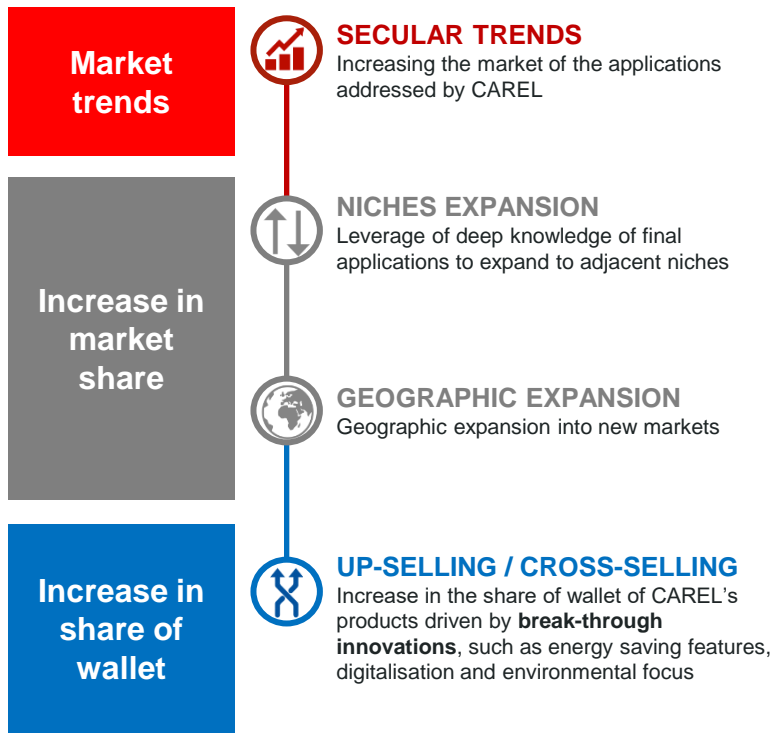 Market
trends
SECULAR TRENDS
Increasing the market of the applications
addressed by CAREL
Increase in
market
share
NICHES EXPANSION
Leverage of deep knowledge of final
applications to expand to adjacent niches
GEOGRAPHIC EXPANSION
Geographic expansion into new markets
Increase in
share of
wallet
UP-SELLING / CROSS-SELLING
Increase in the share of wallet of CAREL’s
products driven by break-through
innovations, such as energy saving features,
digitalisation and environmental focus